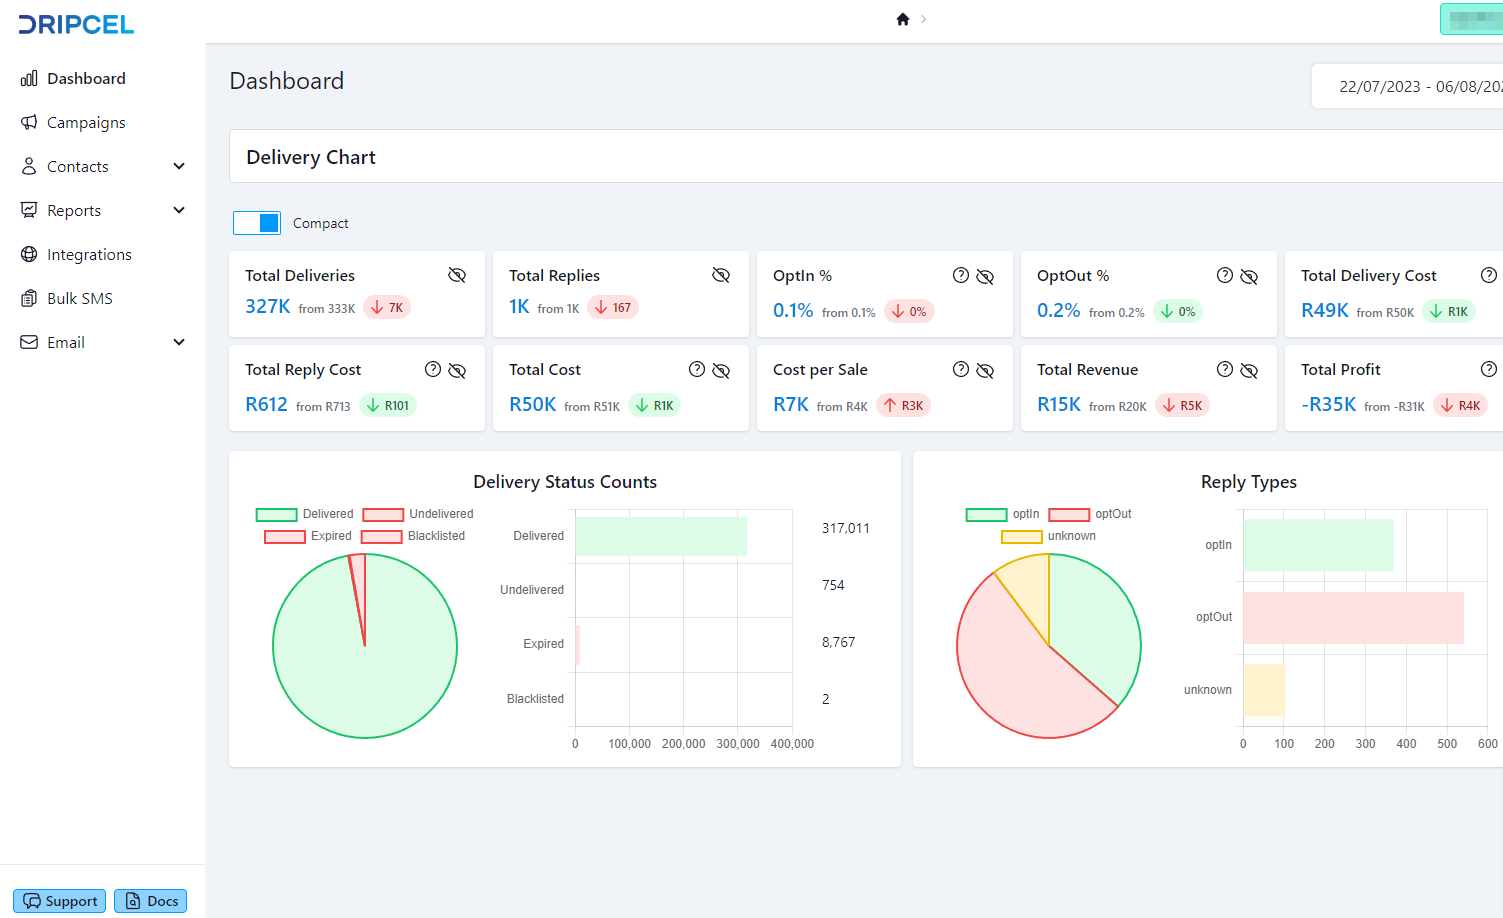 DRIPCEL
Dashboard
Campaigns
Contacts
Reports
Integrations
Bulk SMS
Email
Support
Docs
Dashboard
22/07/2023 - 06/08/202
Delivery Chart
Compact
Total Deliveries
327K from 333K 7K
Total Replies
1K from 1K 167
OptIn %
0.1% from 0.1% 0%
OptOut %
0.2% from 0.2% 0%
Total Delivery Cost
R49K from R50K R1K
Total Reply Cost
R612 from R713 R101
Total Cost
R50K from R51K R1K
Cost per Sale
R7K from R4K R3K
Total Revenue
R15K from R20K R5K
Total Profit
-R35K from -R31K R4K
Delivery Status Counts
Delivered Undelivered
Expired Blacklisted
Delivered 317,011
Undelivered 754
Expired 8,767
Blacklisted 2
0 100,000 200,000 300,000 400,000
Reply Types
optIn optOut
unknown
optIn
optOut
unknown
0 100 200 300 400 500 600